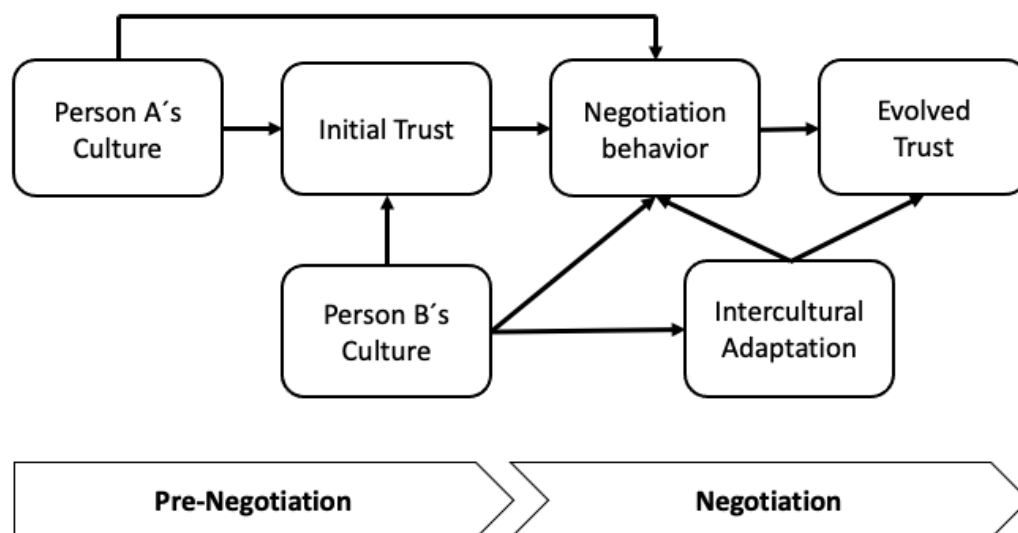 Person A´s
Culture
Initial Trust
Negotiation
behavior
Evolved
Trust
Person B´s
Culture
Intercultural
Adaptation
Pre-Negotiation
Negotiation